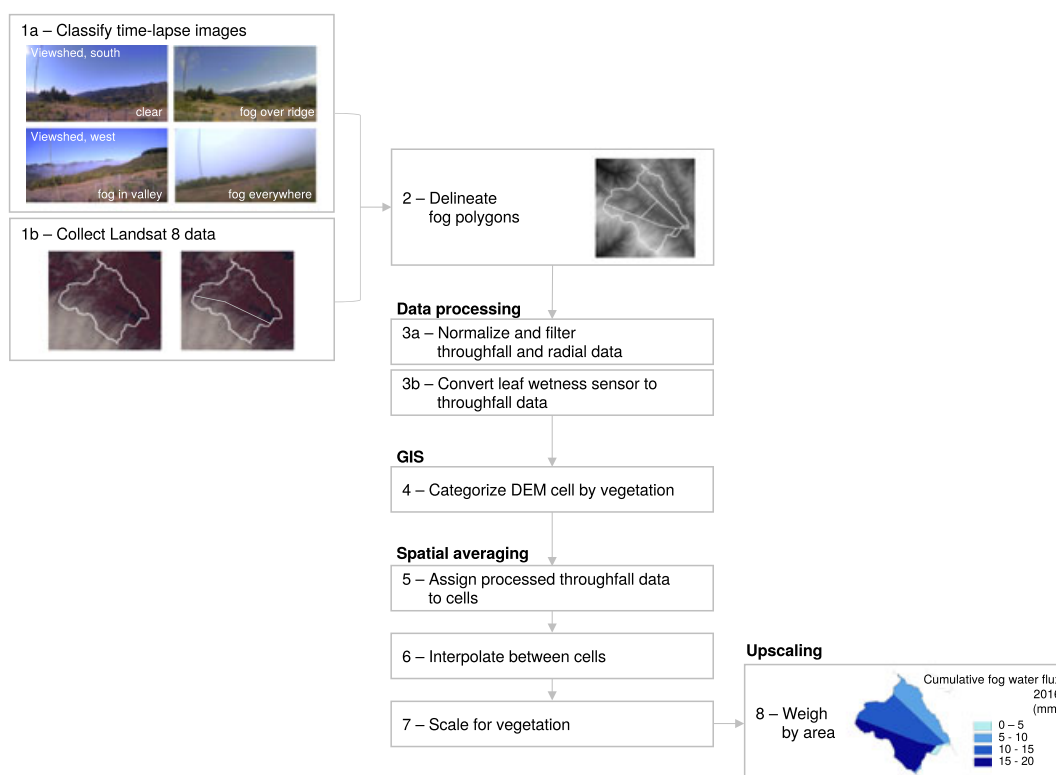 1a – Classify time-lapse images
Viewshed, south
clear
fog over ridge
Viewshed, west
fog in valley
fog everywhere
1b – Collect Landsat 8 data
2 – Delineate
fog polygons
Data processing
3a – Normalize and filter
throughfall and radial data
3b – Convert leaf wetness sensor to
throughfall data
GIS
4 – Categorize DEM cell by vegetation
Spatial averaging
5 – Assign processed throughfall data
to cells
6 – Interpolate between cells
7 – Scale for vegetation
Upscaling
8 – Weigh
by area
Cumulative fog water
2016
(mm
0 – 5
5 - 10
10 - 15
15 - 20